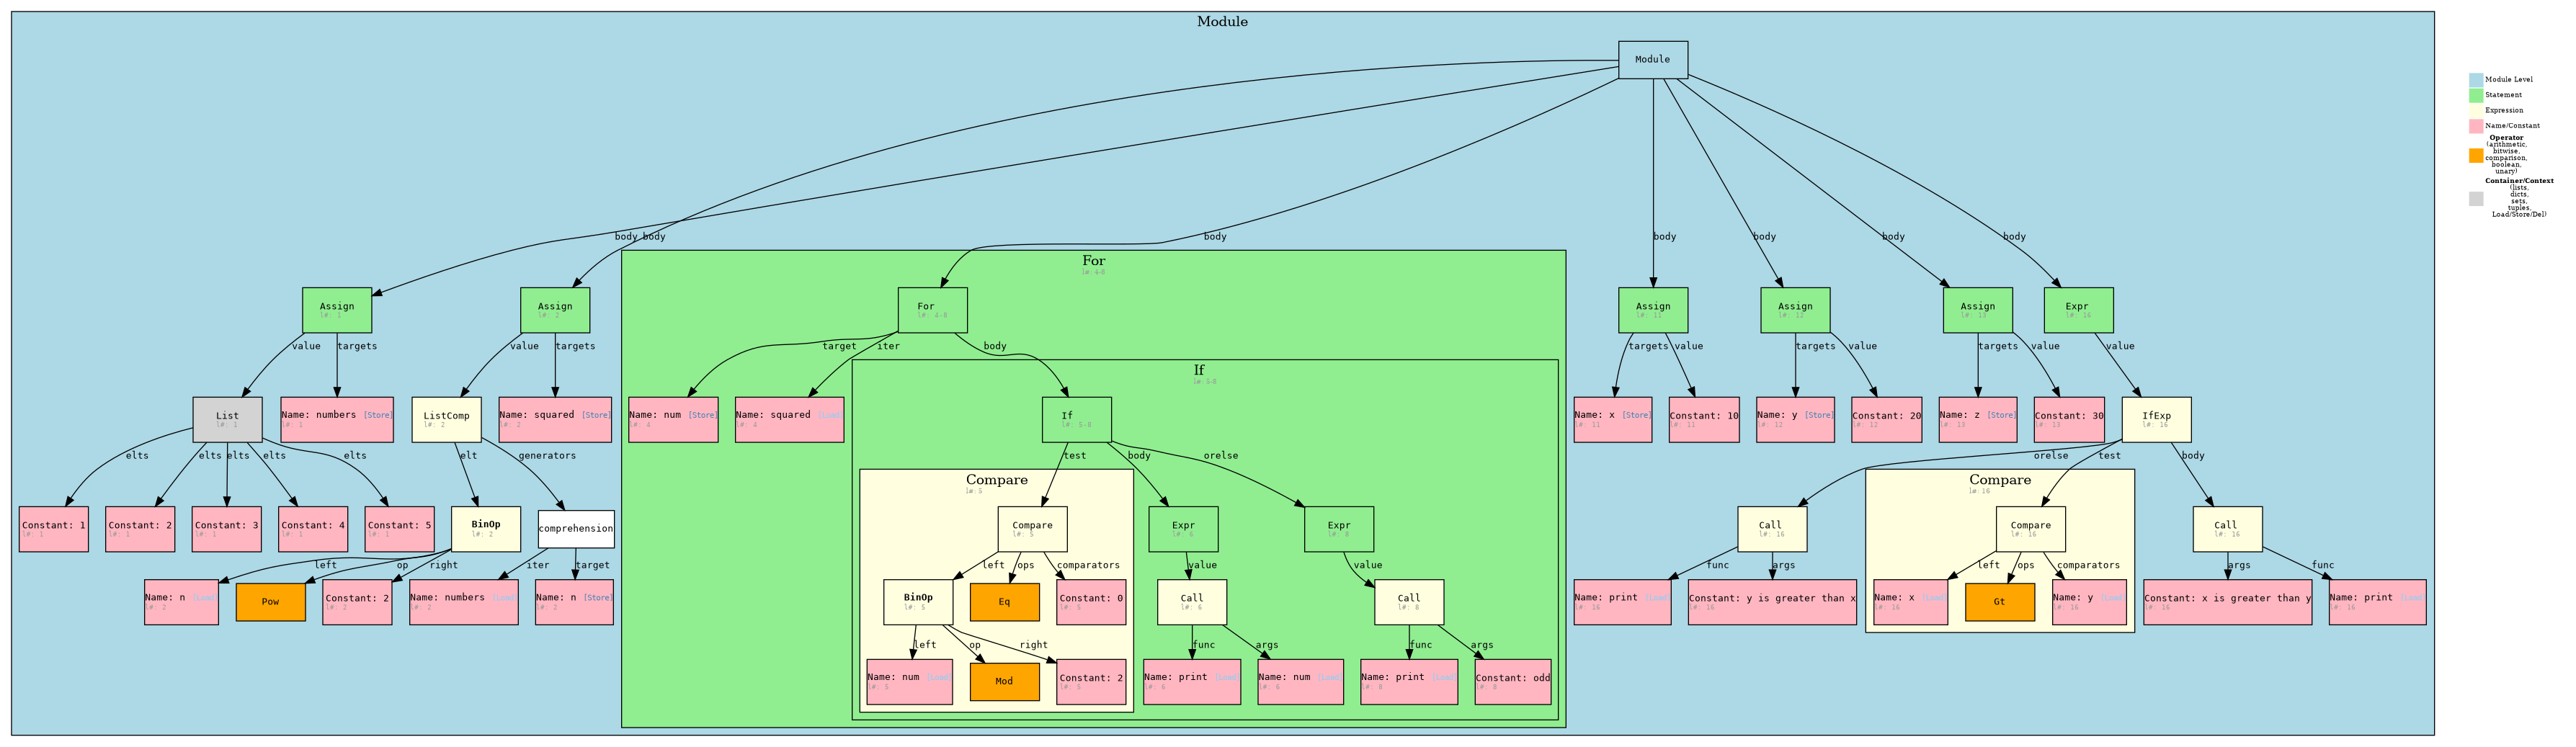 Module
Module
Module Level
Statement
Expression
Name/Constant
Operator
(arithmetic,
bitwise,
comparison,
boolean,
unary)
Container/Context
(lists,
dicts,
sets,
tuples,
Load/Store/Del)
body body body body body body body
For
l#: 4-8
Assign
l#: 1
Assign
l#: 2
For
l#: 4-8
Assign
l#: 11
Assign
l#: 12
Assign
l#: 13
Expr
l#: 16
value targets value targets target iter body targets value targets value targets value value
If
l#: 5-8
List
l#: 1
Name: numbers [Store]
l#: 1
ListComp
l#: 2
Name: squared [Store]
l#: 2
Name: num [Store]
l#: 4
Name: squared [Load]
l#: 4
If
l#: 5-8
Name: x [Store]
l#: 11
Constant: 10
l#: 11
Name: y [Store]
l#: 12
Constant: 20
l#: 12
Name: z [Store]
l#: 13
Constant: 30
l#: 13
IfExp
l#: 16
elts elts elts elts elts elt generators test body orelse orelse test body
Compare
l#: 5
Compare
l#: 16
Constant: 1
l#: 1
Constant: 2
l#: 1
Constant: 3
l#: 1
Constant: 4
l#: 1
Constant: 5
l#: 1
BinOp
l#: 2
comprehension
Compare
l#: 5
Expr
l#: 6
Expr
l#: 8
Call
l#: 16
Compare
l#: 16
Call
l#: 16
left op right iter target left ops comparators value value func args left ops comparators args func
Name: n [Load]
l#: 2
Pow
Constant: 2
l#: 2
Name: numbers [Load]
l#: 2
Name: n [Store]
l#: 2
BinOp
l#: 5
Eq
Constant: 0
l#: 5
Call
l#: 6
Call
l#: 8
Name: print [Load]
l#: 16
Constant: y is greater than x
l#: 16
Name: x [Load]
l#: 16
Gt
Name: y [Load]
l#: 16
Constant: x is greater than y
l#: 16
Name: print [Load]
l#: 16
left op right func args func args
Name: num [Load]
l#: 5
Mod
Constant: 2
l#: 5
Name: print [Load]
l#: 6
Name: num [Load]
l#: 6
Name: print [Load]
l#: 8
Constant: odd
l#: 8